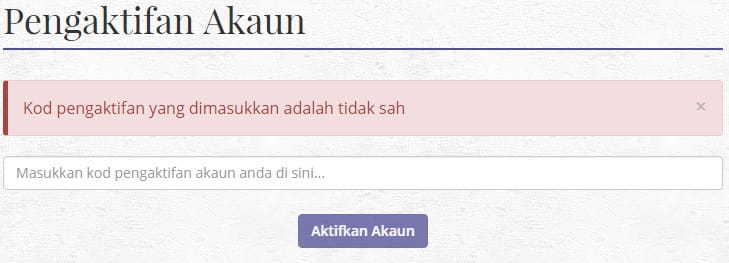 Pengaktifan Akaun
Kod pengaktifan yang dimasukkan adalah tidak sah ×
Masukkan kod pengaktifan akaun anda di sini...
Aktifkan Akaun